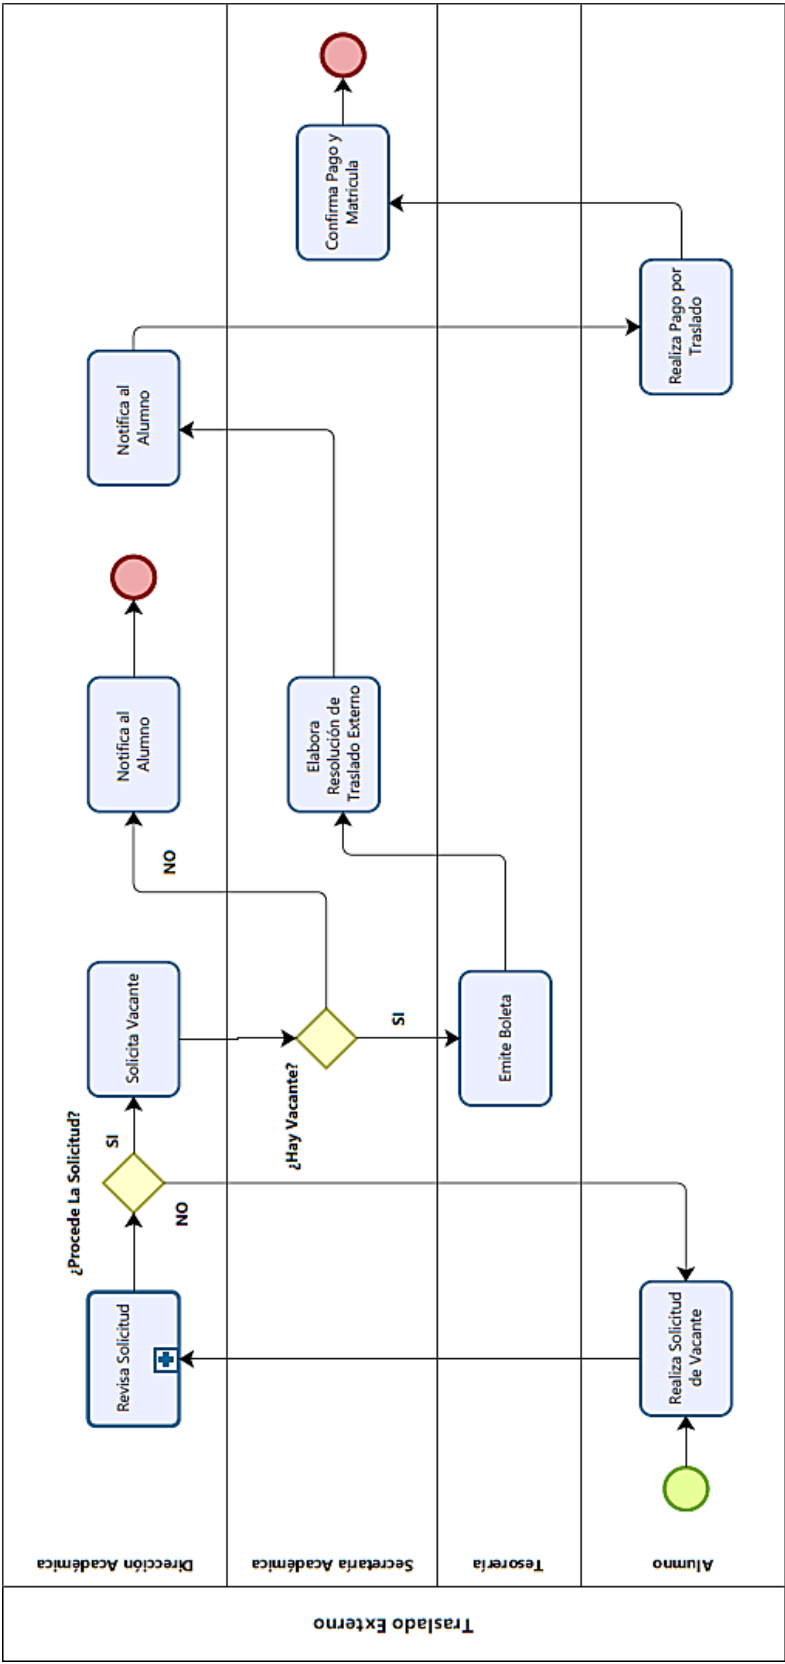 Traslado Externo
Dirección Académica
Secretaría Académica
Tesorería
Alumno
Revisa Solicitud
¿Procede La Solicitud?
SI
NO
Solicita Vacante
Notifica al
Alumno
Notifica al
Alumno
¿Hay Vacante?
NO
SI
Elabora
Resolución de
Traslado Externo
Confirma Pago y
Matricula
Emite Boleta
Realiza Solicitud
de Vacante
Realiza Pago por
Traslado